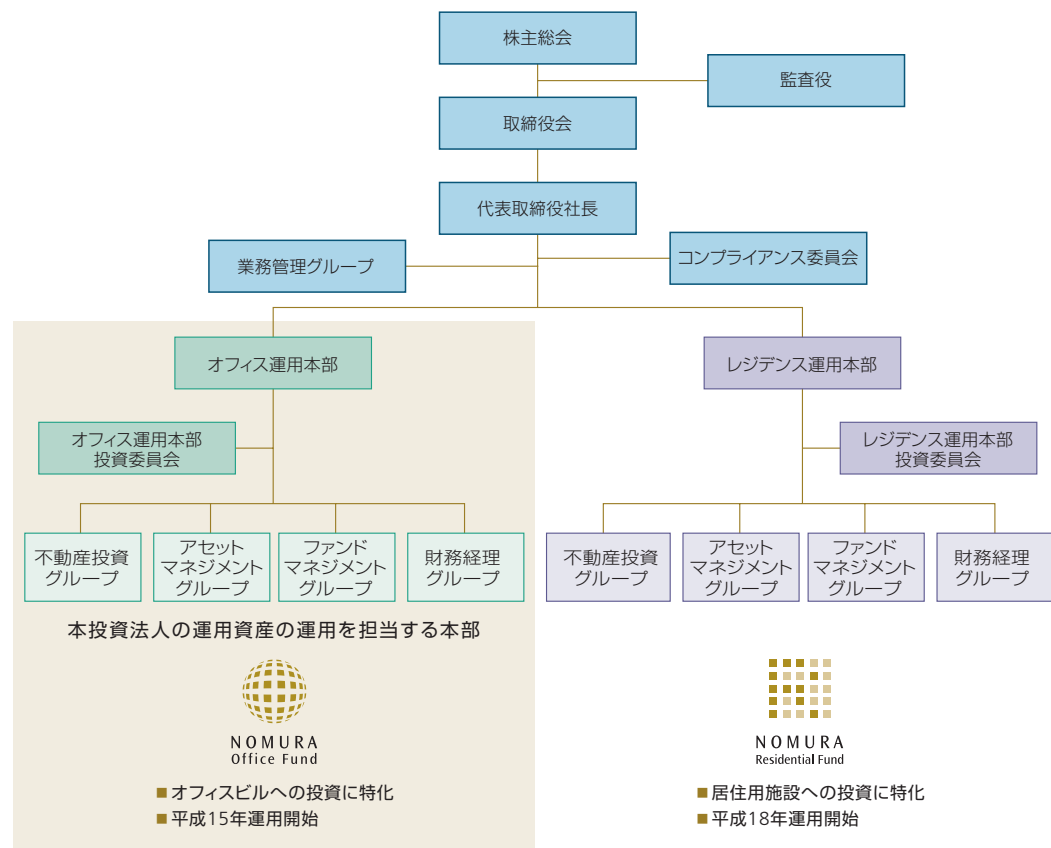 株主総会
監査役
取締役会
代表取締役社長
業務管理グループ
コンプライアンス委員会
オフィス運用本部
レジデンス運用本部
オフィス運用本部
投資委員会
レジデンス運用本部
投資委員会
不動産投資
グループ
アセット
マネジメント
グループ
ファンド
マネジメント
グループ
財務経理
グループ
不動産投資
グループ
アセット
マネジメント
グループ
ファンド
マネジメント
グループ
財務経理
グループ
本投資法人の運用資産の運用を担当する本部
NOMURA
Office Fund
■オフィスビルへの投資に特化
■平成15年運用開始
NOMURA
Residential Fund
■居住用施設への投資に特化
■平成18年運用開始